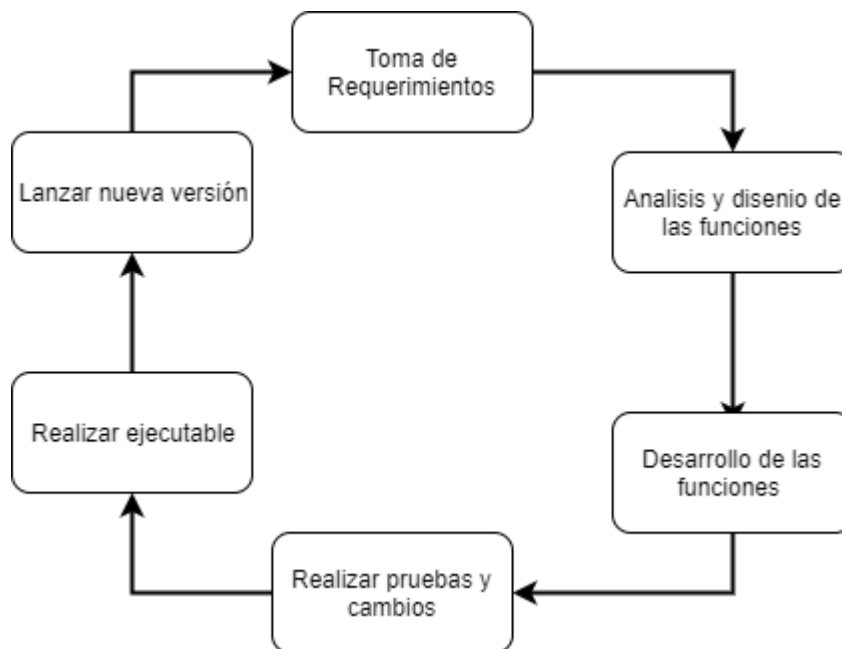 Toma de
Requerimientos
Lanzar nueva versión
Analisis y disenio de
las funciones
Realizar ejecutable
Desarrollo de las
funciones
Realizar pruebas y
cambios